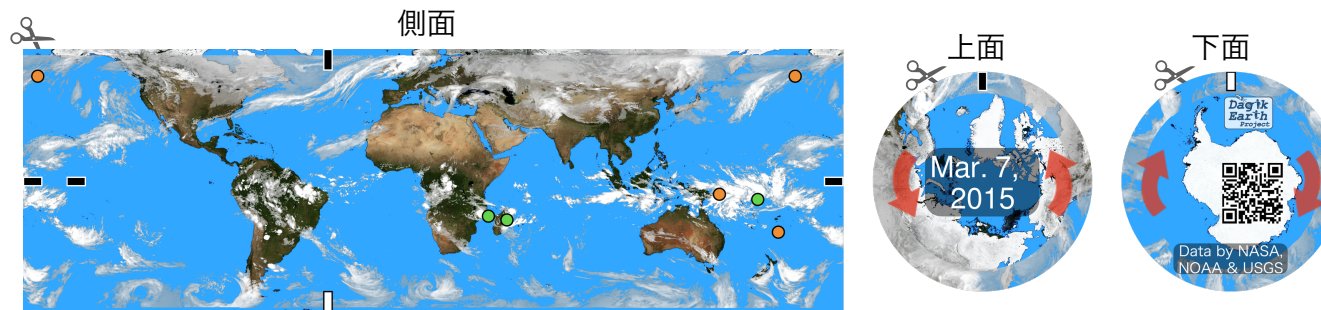 側面
上面
下面
Mar. 7,
2015
Dagik
Earth
Project
Data by NASA,
NOAA & USGS